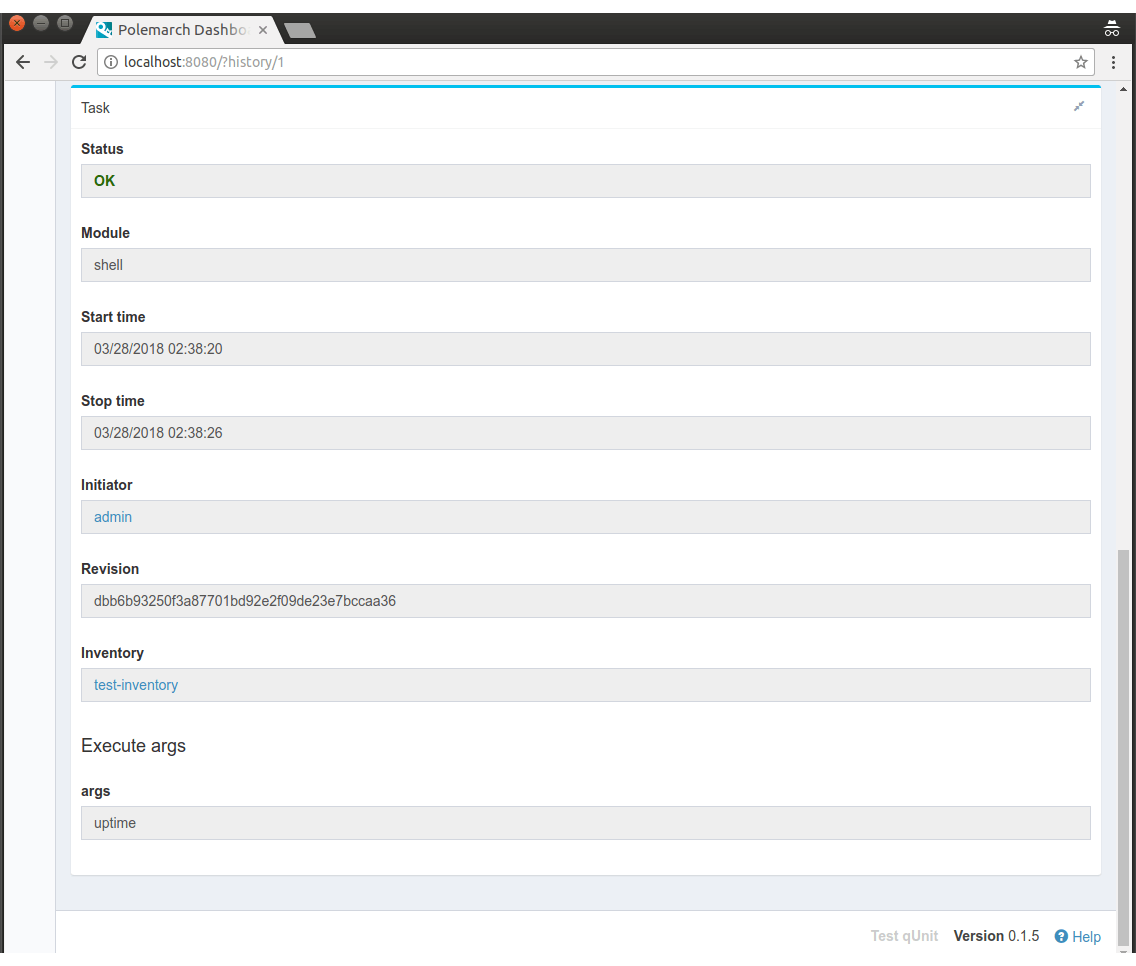 Polemarch Dashbo
localhost:8080/?history/1
Task
Status
OK
Module
shell
Start time
03/28/2018 02:38:20
Stop time
03/28/2018 02:38:26
Initiator
admin
Revision
dbb6b93250f3a87701bd92e2f09de23e7bccaa36
Inventory
test-inventory
Execute args
args
uptime
Test qUnit Version 0.1.5 Help